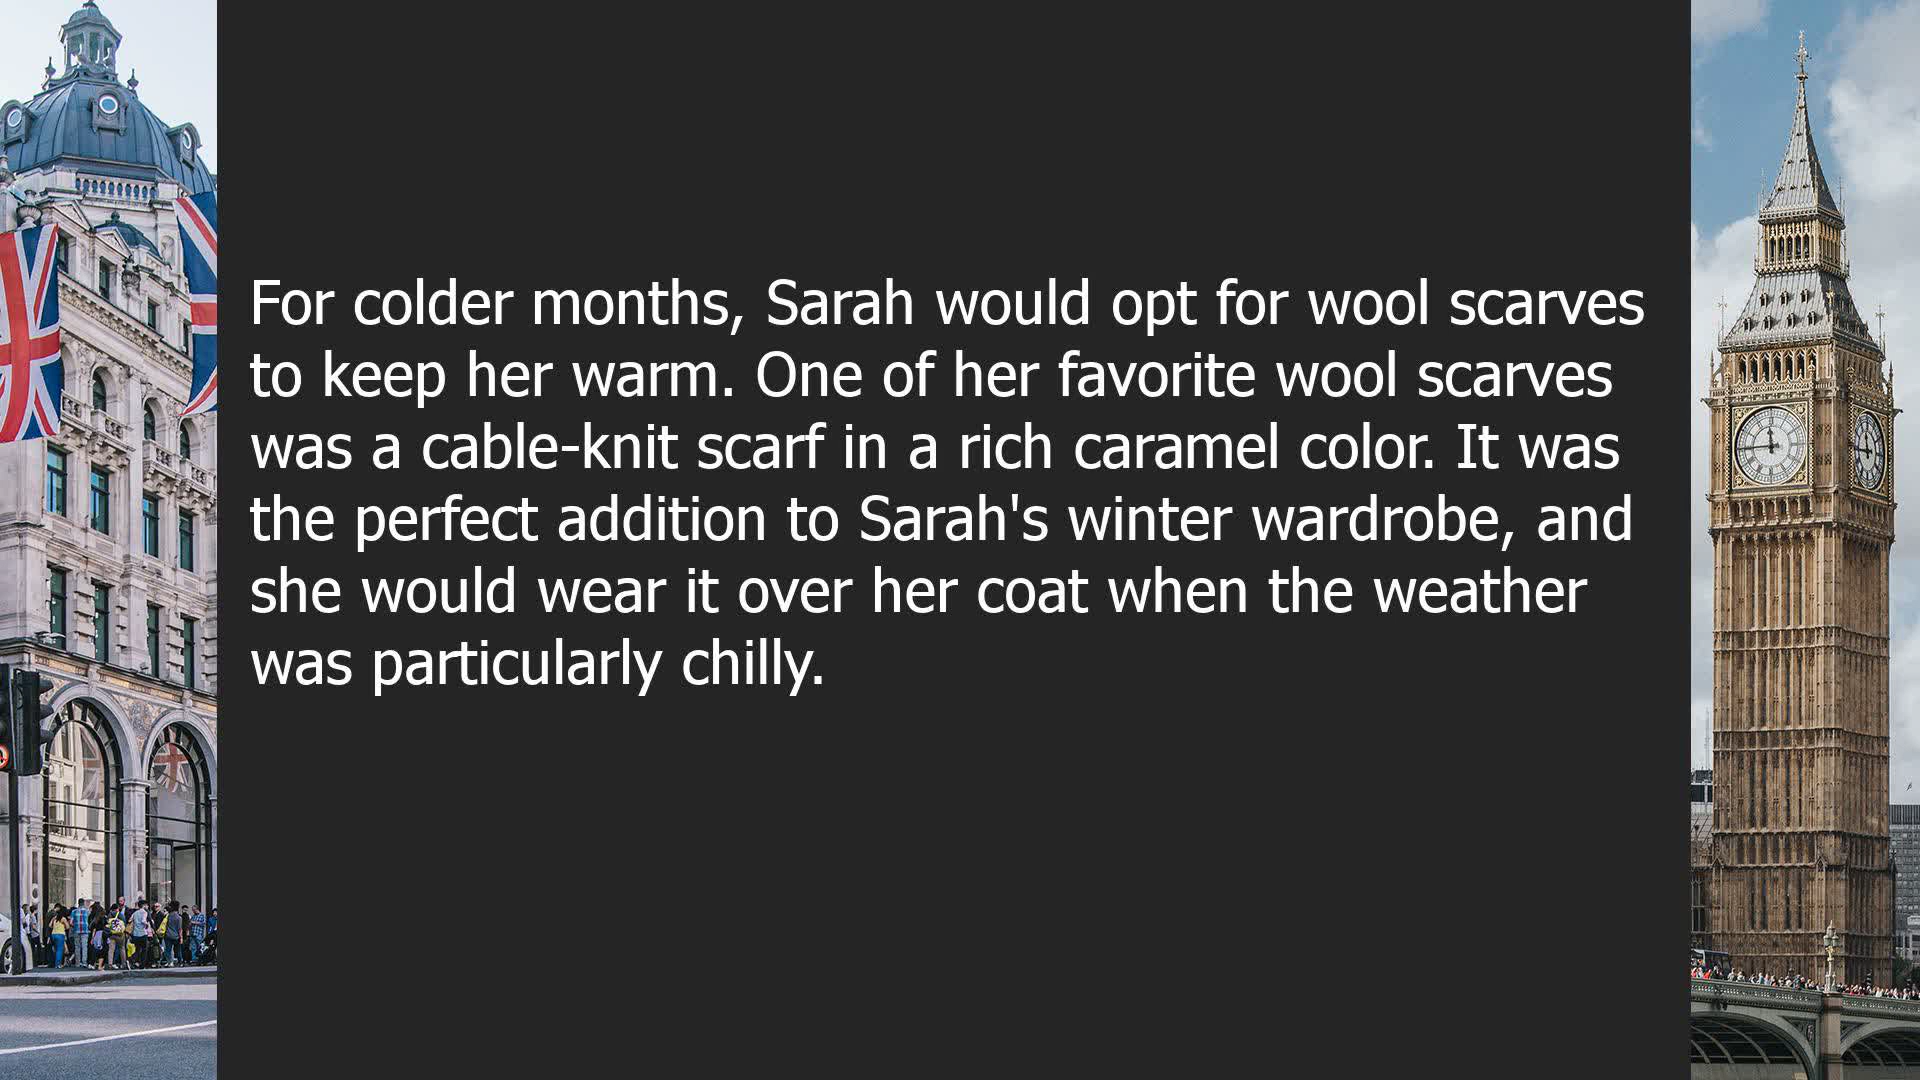 For colder months, Sarah would opt for wool scarves
to keep her warm. One of her favorite wool scarves
was a cable-knit scarf in a rich caramel color. It was
the perfect addition to Sarah's winter wardrobe, and
she would wear it over her coat when the weather
was particularly chilly.